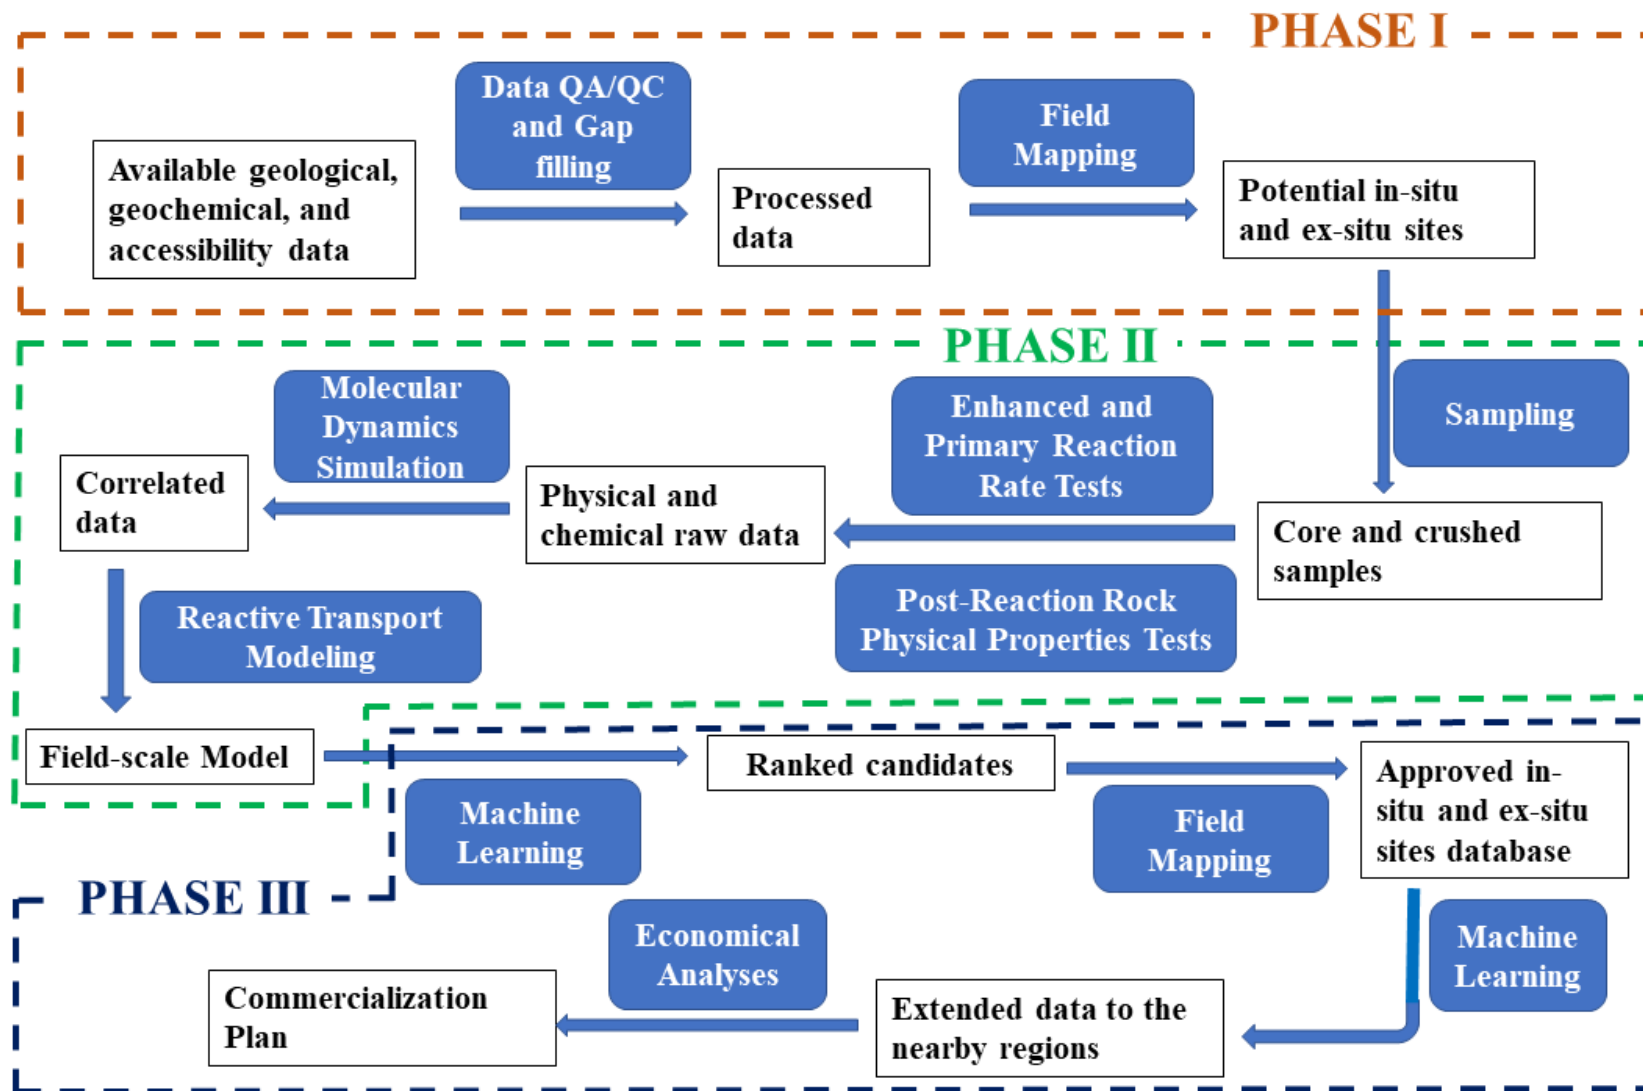 PHASE I
Data QA/QC
and Gap
filling
Field
Mapping
Available geological,
geochemical, and
accessibility data
Processed
data
Potential in-situ
and ex-situ sites
PHASE II
Molecular
Dynamics
Simulation
Enhanced and
Primary Reaction
Rate Tests
Sampling
Correlated
data
Physical and
chemical raw data
Core and crushed
samples
Reactive Transport
Modeling
Post-Reaction Rock
Physical Properties Tests
Field-scale Model
Ranked candidates
Approved in-
situ and ex-situ
sites database
Machine
Learning
Field
Mapping
PHASE III
Economical
Analyses
Machine
Learning
Commercialization
Plan
Extended data to the
nearby regions